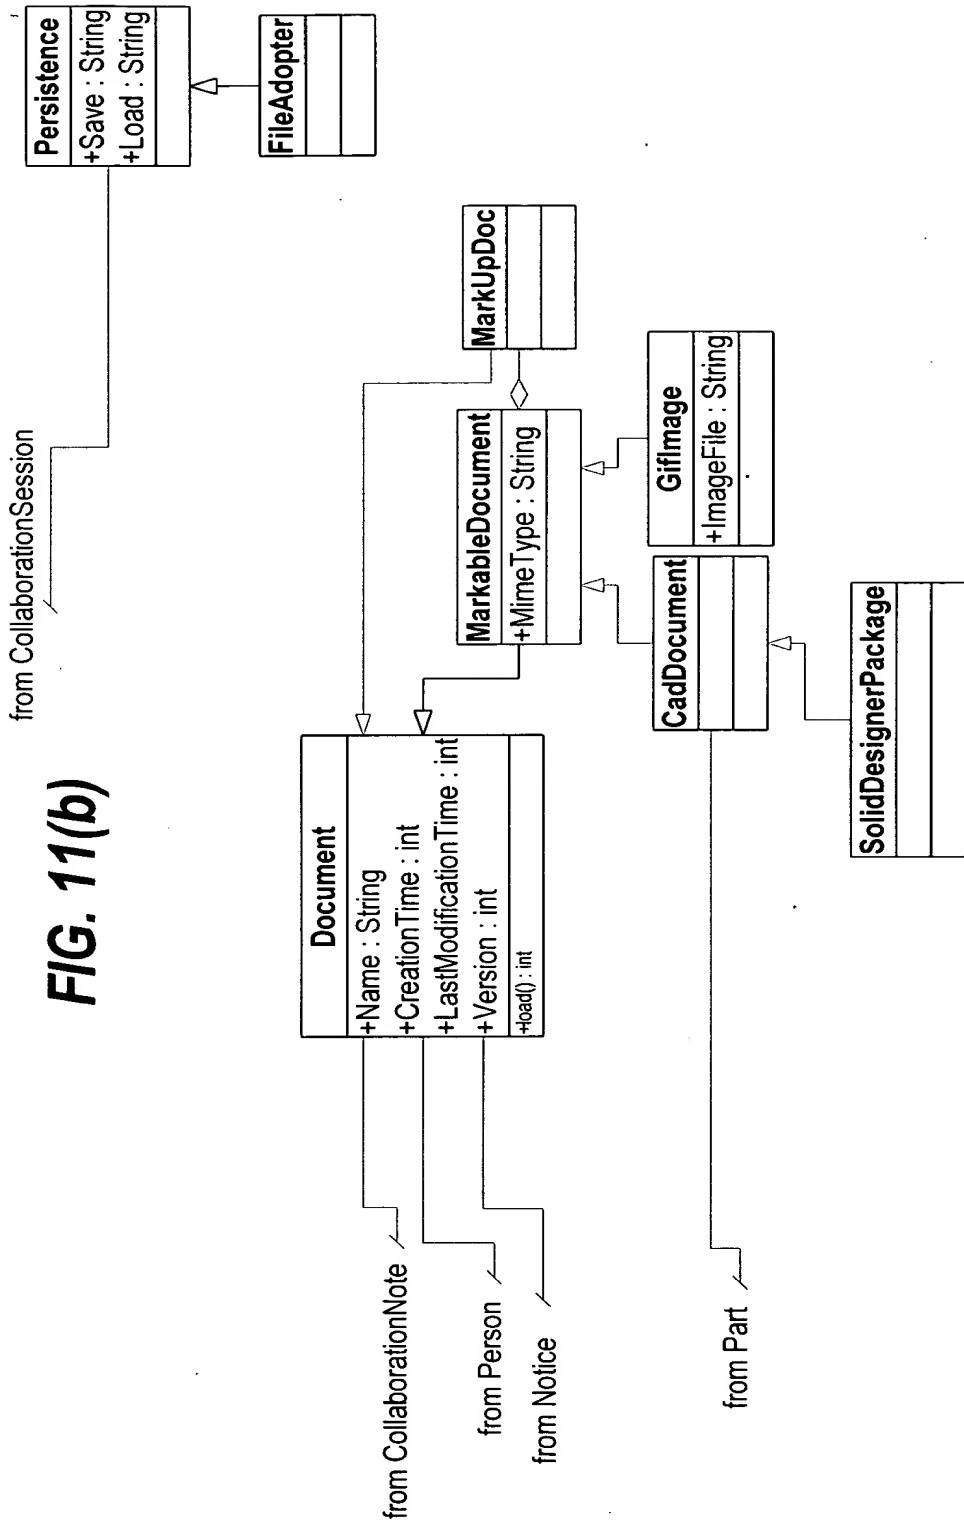 FIG. 11(b)
from CollaborationSession
Persistence
+Save : String
+Load : String
FileAdopter
from CollaborationNote
from Person
from Notice
Document
+Name : String
+CreationTime : int
+LastModificationTime : int
+Version : int
+load() : int
MarkableDocument
+MimeType : String
MarkUpDoc
from Part
CadDocument
GifImage
+ImageFile : String
SolidDesignerPackage